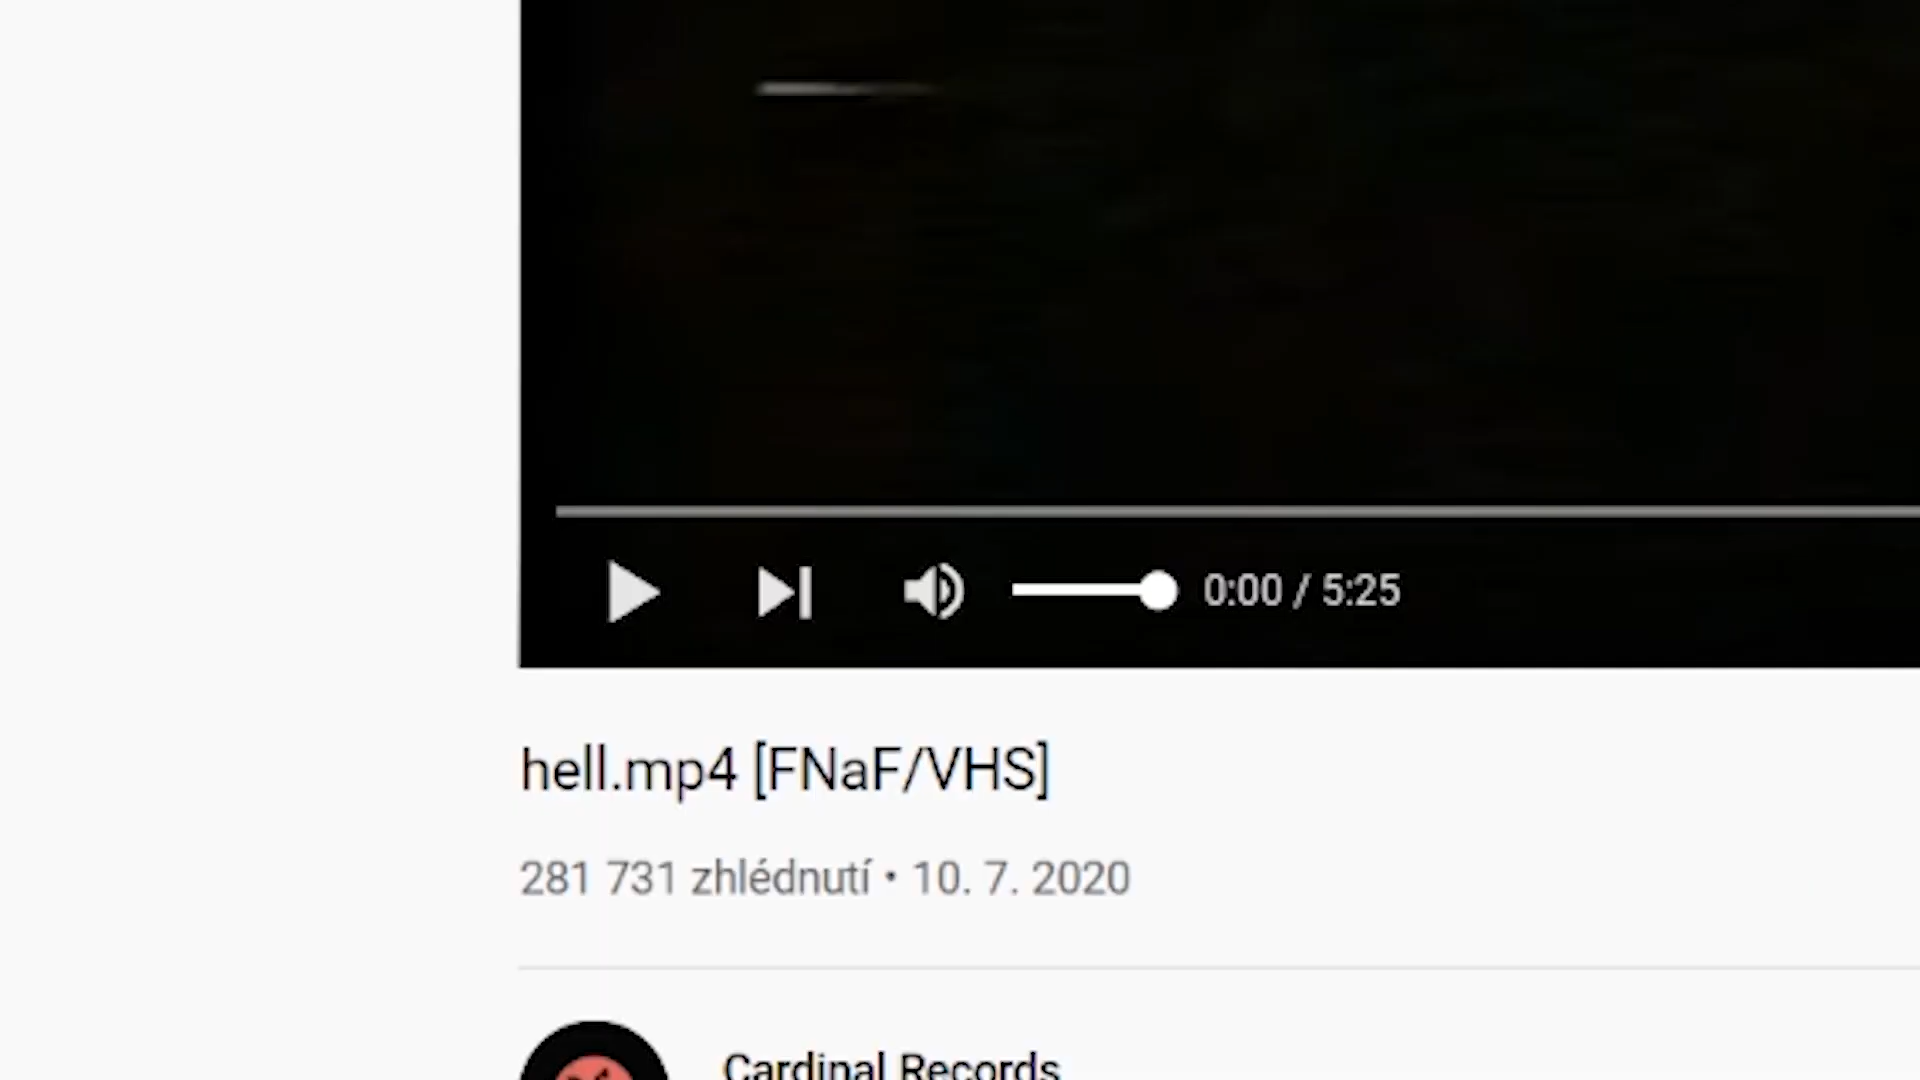 0:00 / 5:25
hell.mp4 [FNaF/VHS]
281 731 zhlédnutí • 10. 7. 2020
Cardinal Records